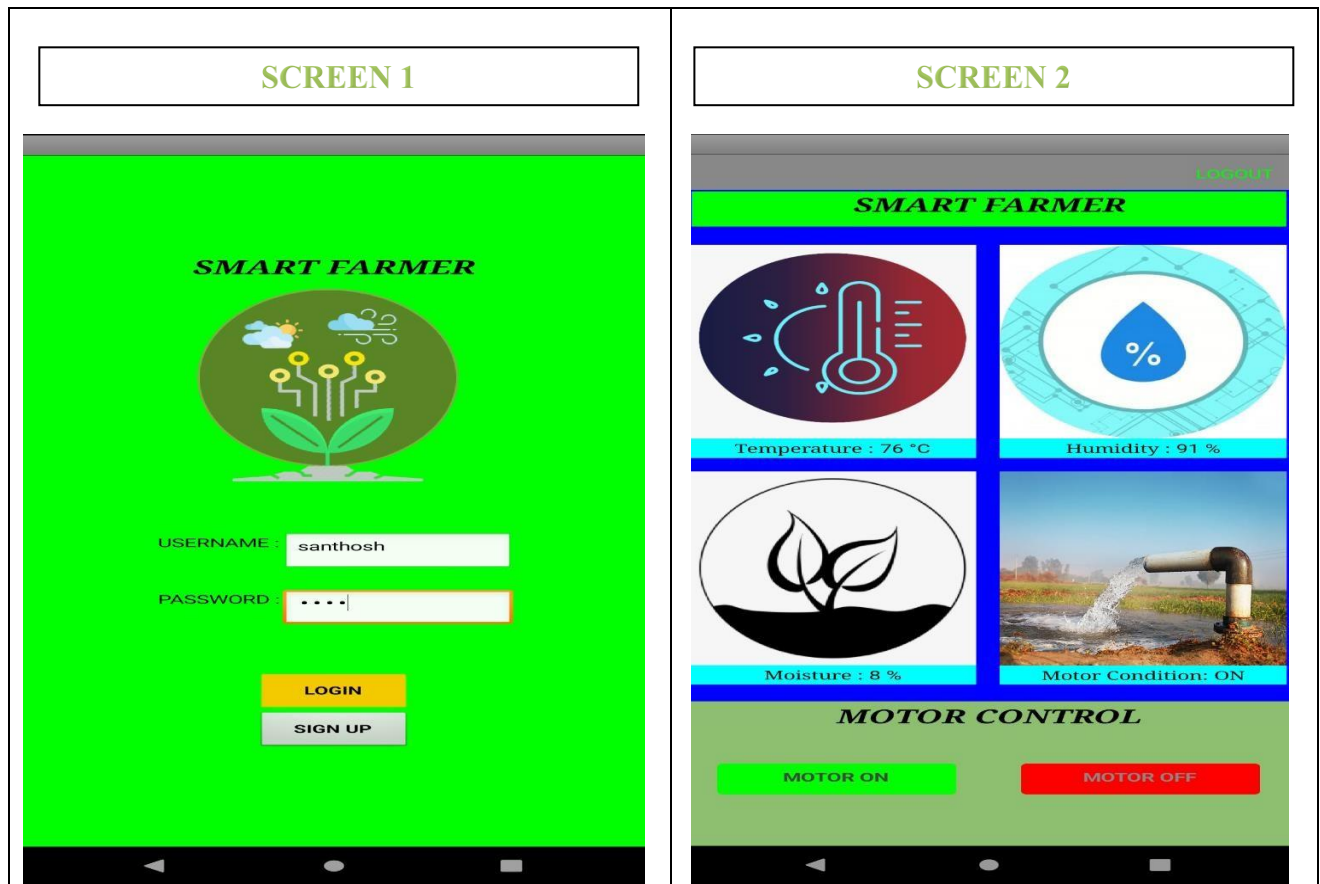 SCREEN 1
SMART FARMER
USERNAME : santhosh
PASSWORD : ••••
LOGIN
SIGN UP
SCREEN 2
LOGOUT
SMART FARMER
%
Temperature : 76 °C
Humidity : 91 %
Moisture : 8 %
Motor Condition: ON
MOTOR CONTROL
MOTOR ON
MOTOR OFF